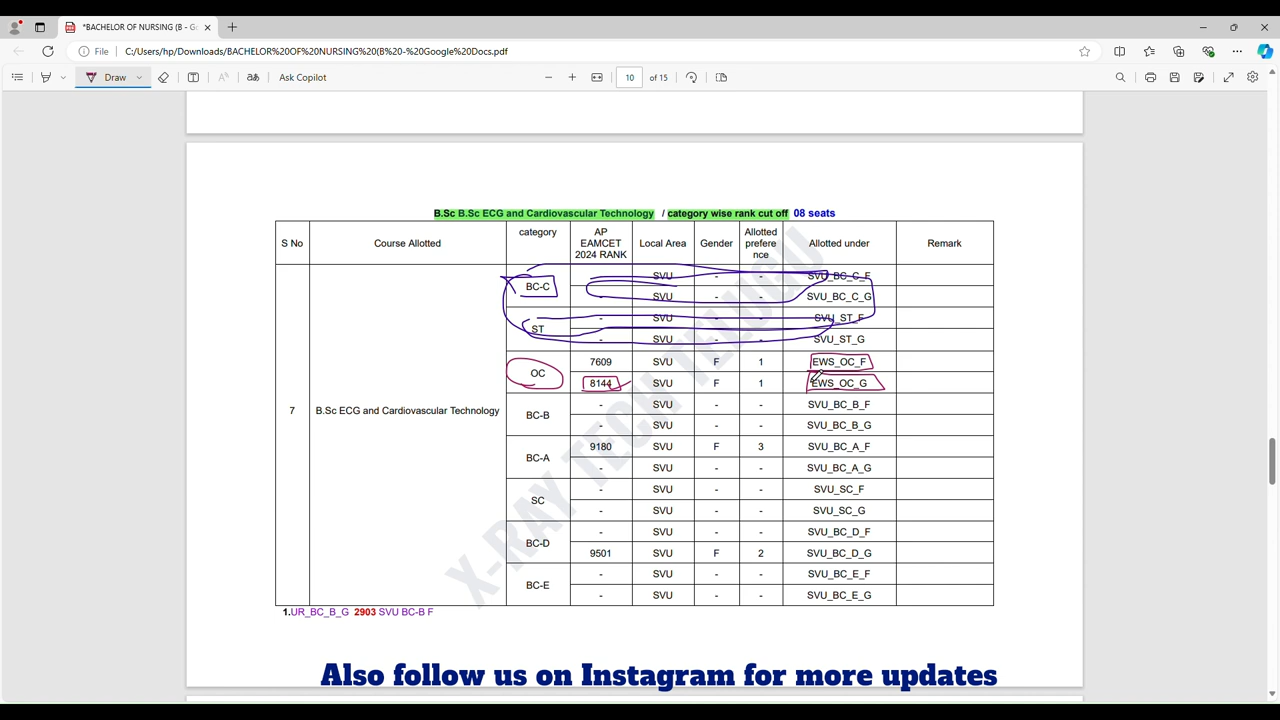 *BACHELOR OF NURSING (B - Go
File C:/Users/hp/Downloads/BACHELOR%20OF%20NURSING%20(B%20-%20Google%20Docs.pdf
Draw Ask Copilot 10 of 15
B.Sc B.Sc ECG and Cardiovascular Technology / category wise rank cut off 08 seats
S No Course Allotted category AP EAMCET 2024 RANK Local Area Gender Allotted prefere nce Allotted under Remark
7 B.Sc ECG and Cardiovascular Technology
BC-C SVU - - SVU_BC_C_F
- SVU - - SVU_BC_C_G
ST - SVU - - SVU_ST_F
- SVU - - SVU_ST_G
OC 7609 SVU F 1 EWS_OC_F
8144 SVU F 1 EWS_OC_G
BC-B - SVU - - SVU_BC_B_F
- SVU - - SVU_BC_B_G
BC-A 9180 SVU F 3 SVU_BC_A_F
- SVU - - SVU_BC_A_G
SC - SVU - - SVU_SC_F
- SVU - - SVU_SC_G
BC-D - SVU - - SVU_BC_D_F
9501 SVU F 2 SVU_BC_D_G
BC-E - SVU - - SVU_BC_E_F
- SVU - - SVU_BC_E_G
1.UR_BC_B_G 2903 SVU BC-B F
X-RAY TECH TELUGU
Also follow us on Instagram for more updates